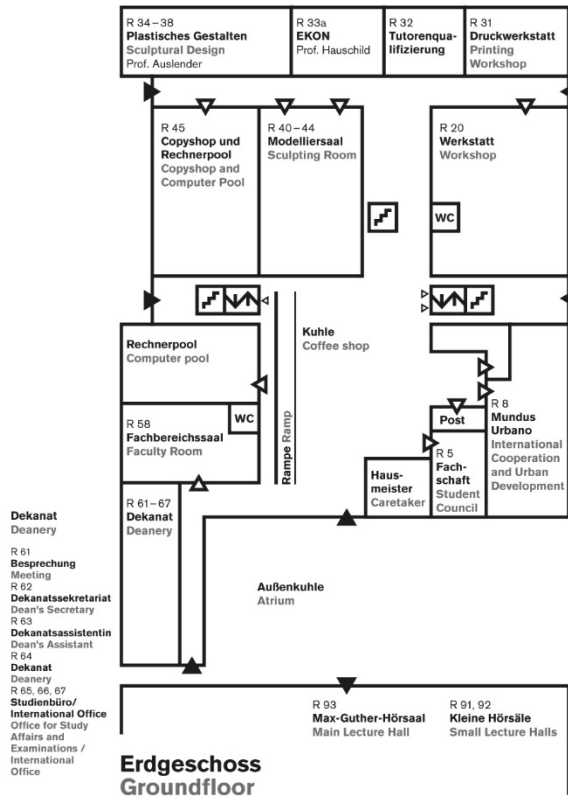 R 34–38
Plastisches Gestalten
Sculptural Design
Prof. Auslender
R 33a
EKON
Prof. Hauschild
R 32
Tutorenqua-
lifizierung
R 31
Druckwerkstatt
Printing
Workshop
R 45
Copyshop und
Rechnerpool
Copyshop and
Computer Pool
R 40–44
Modelliersaal
Sculpting Room
R 20
Werkstatt
Workshop
WC
Rechnerpool
Computer pool
Kuhle
Coffee shop
Rampe Ramp
R 58
Fachbereichssaal
Faculty Room
WC
Post
R 8
Mundus
Urbano
International
Cooperation
and Urban
Development
R 5
Fach-
schaft
Student
Council
Haus-
meister
Caretaker
R 61–67
Dekanat
Deanery
Dekanat
Deanery
R 61
Besprechung
Meeting
R 62
Dekanatssekretariat
Dean's Secretary
R 63
Dekanatsassistentin
Dean's Assistant
R 64
Dekanat
Deanery
R 65, 66, 67
Studienbüro/
International Office
Office for Study
Affairs and
Examinations /
International
Office
Außenkuhle
Atrium
R 93
Max-Guther-Hörsaal
Main Lecture Hall
R 91, 92
Kleine Hörsäle
Small Lecture Halls
Erdgeschoss
Groundfloor